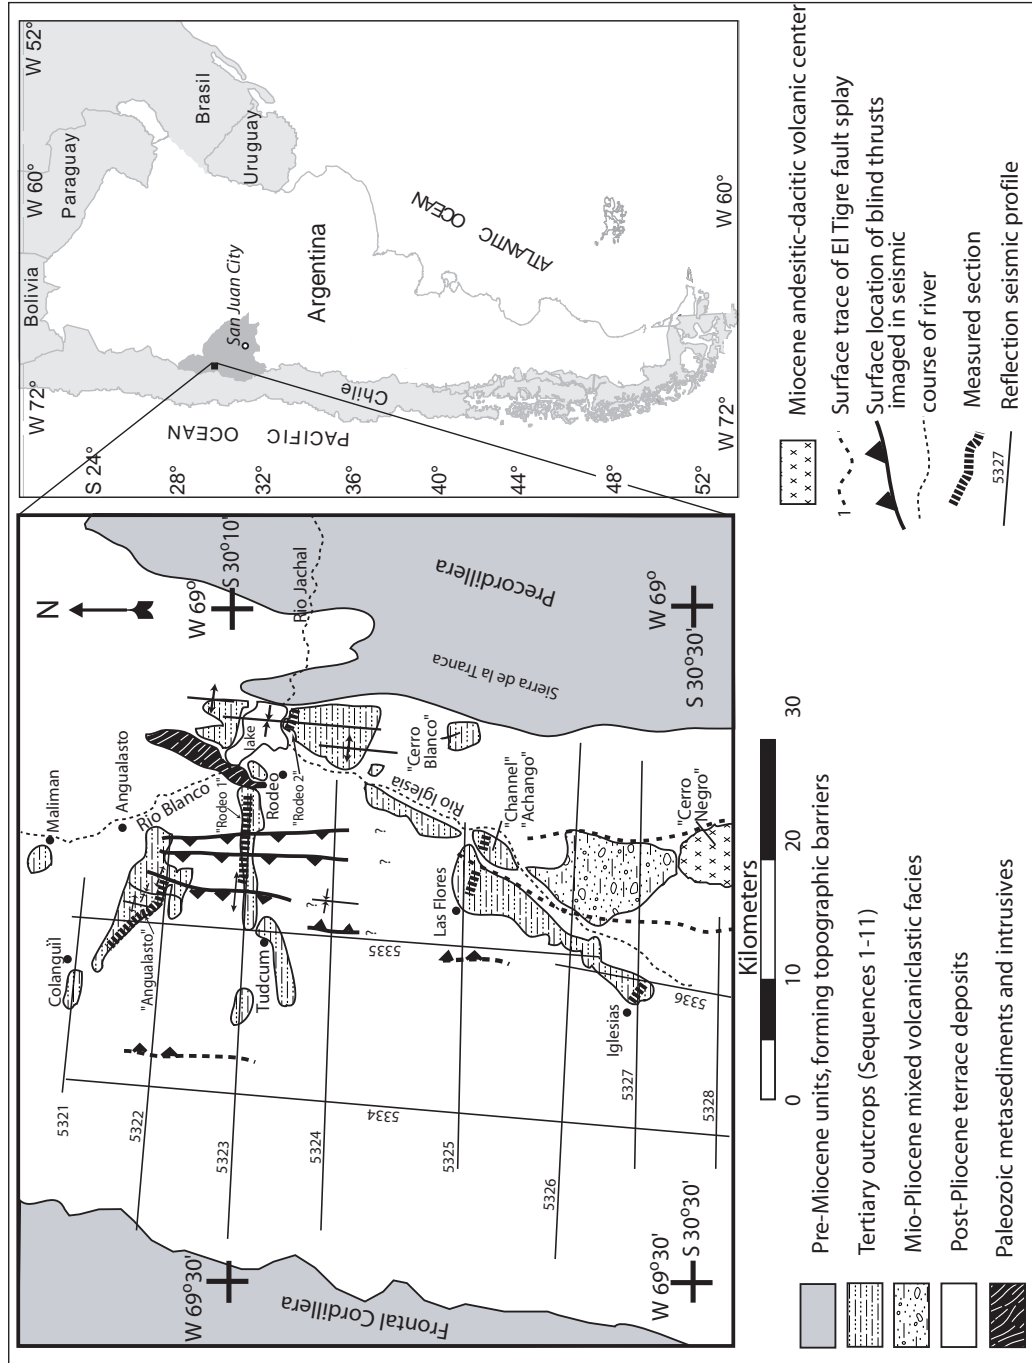 Frontal Cordillera
Precordillera
Sierra de la Tranca
N
W 69°30'
W 69°
S 30°10'
W 69°30'
S 30°30'
W 69°
S 30°30'
Colangüi
Maliman
Angualasto
"Angualasto"
Rio Blanco
Tudcum
"Rodeo 1"
Rodeo
"Rodeo 2"
lake
Rio Jachal
Rio Iglesia
"Cerro
Blanco"
Las Flores
"Channel"
"Achango"
Iglesias
"Cerro
Negro"
?
?
?
?
5321
5322
5323
5324
5325
5326
5327
5328
5334
5335
5336
Kilometers
0
10
20
30
W 72°
W 60°
W 52°
S 24°
28°
32°
36°
40°
44°
48°
52°
W 72°
W 60°
Bolivia
Paraguay
Brasil
Uruguay
Argentina
San Juan City
Chile
PACIFIC OCEAN
ATLANTIC OCEAN
Pre-Miocene units, forming topographic barriers
Tertiary outcrops (Sequences 1-11)
Mio-Pliocene mixed volcaniclastic facies
Post-Pliocene terrace deposits
Paleozoic metasediments and intrusives
Miocene andesitic-dacitic volcanic center
1
Surface trace of El Tigre fault splay
Surface location of blind thrusts
imaged in seismic
course of river
Measured section
5327
Reflection seismic profile